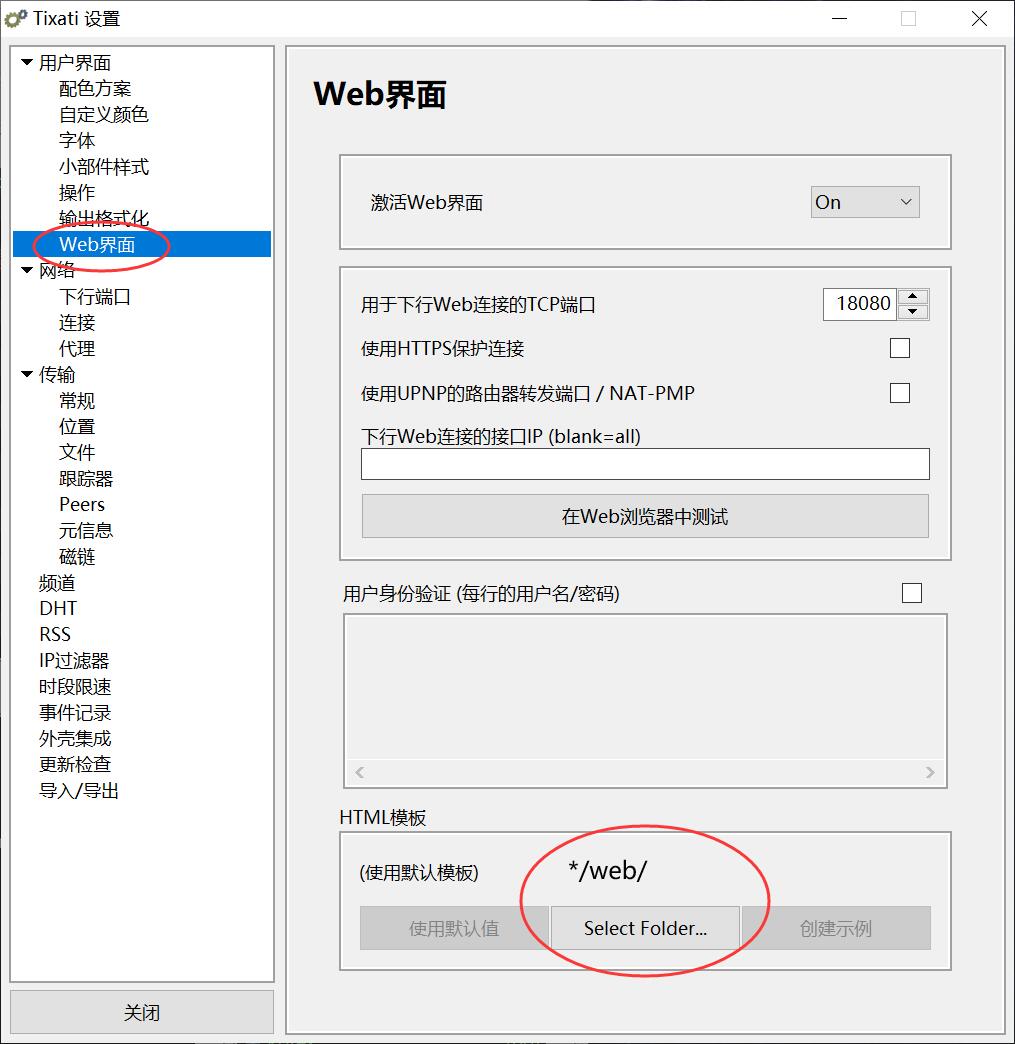 Tixati 设置
用户界面
配色方案
自定义颜色
字体
小部件样式
操作
输出格式化
Web界面
网络
下行端口
连接
代理
传输
常规
位置
文件
跟踪器
Peers
元信息
磁链
频道
DHT
RSS
IP过滤器
时段限速
事件记录
外壳集成
更新检查
导入/导出
关闭
Web界面
激活Web界面 On
用于下行Web连接的TCP端口 18080
使用HTTPS保护连接
使用UPNP的路由器转发端口 / NAT-PMP
下行Web连接的接口IP (blank=all)
在Web浏览器中测试
用户身份验证 (每行的用户名/密码)
HTML模板
(使用默认模板) */web/
使用默认值 Select Folder... 创建示例